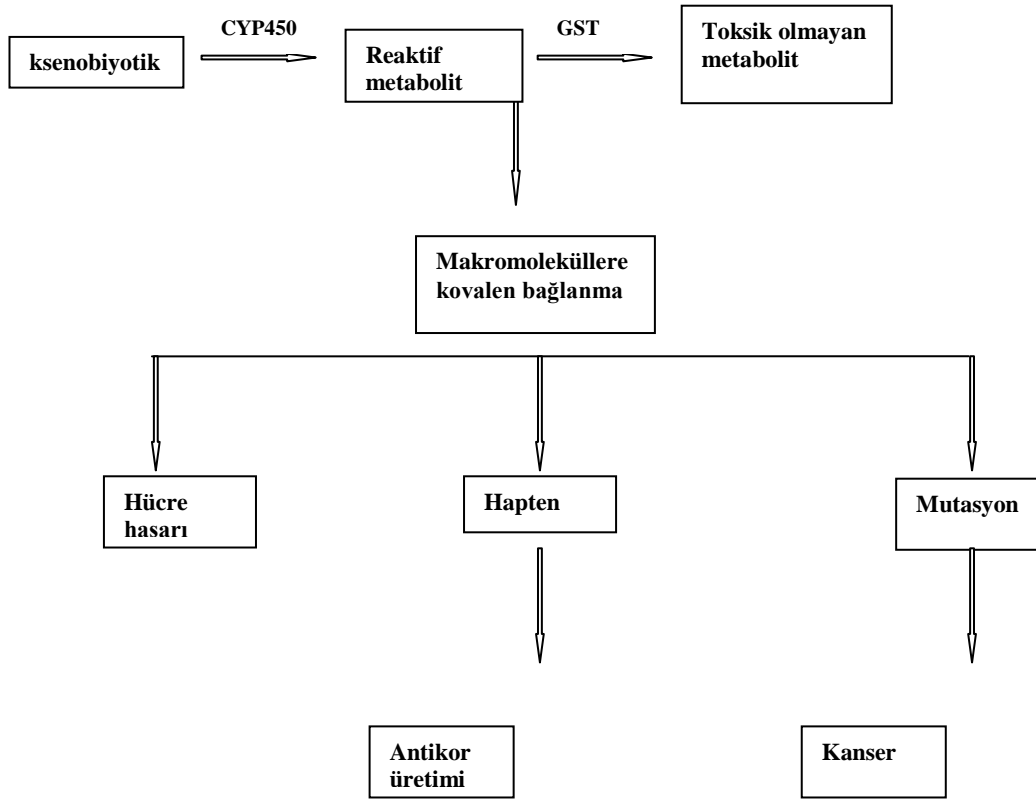 CYP450
GST
ksenobiyotik
Reaktif
metabolit
Toksik olmayan
metabolit
Makromoleküllere
kovalen bağlanma
Hücre
hasarı
Hapten
Mutasyon
Antikor
üretimi
Kanser